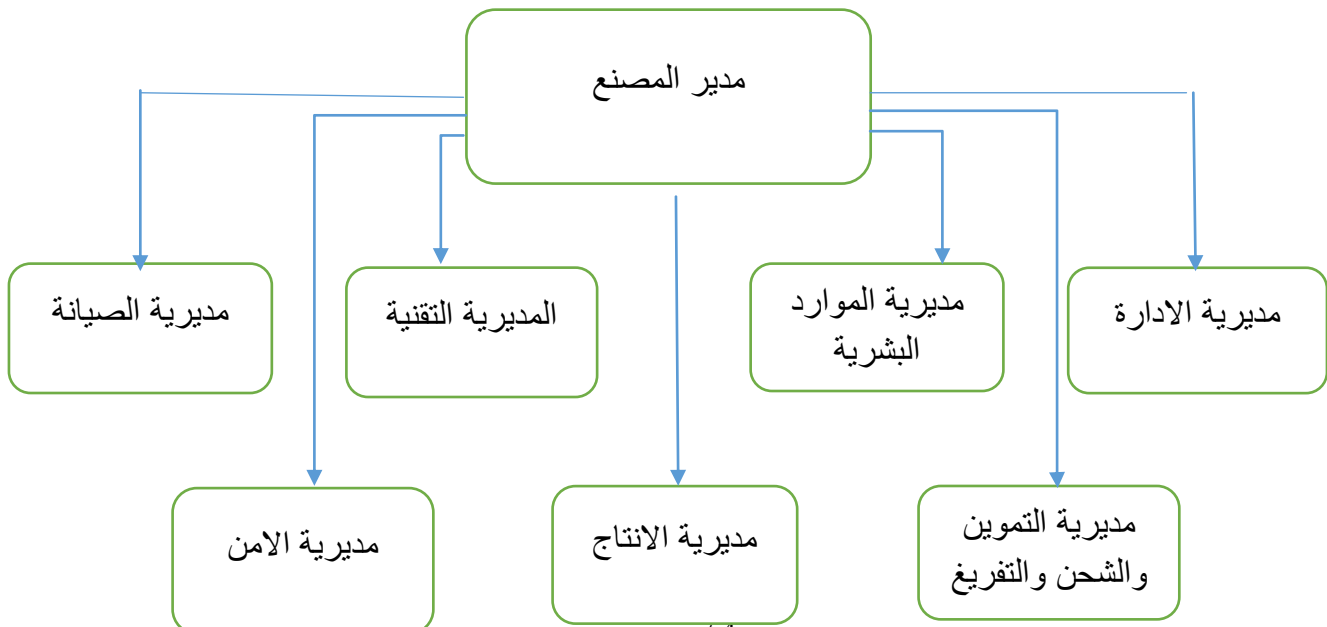 مدير المصنع
مديرية الادارة
مديرية الموارد
البشرية
المديرية التقنية
مديرية الصيانة
مديرية التموين
والشحن والتفريغ
مديرية الانتاج
مديرية الامن